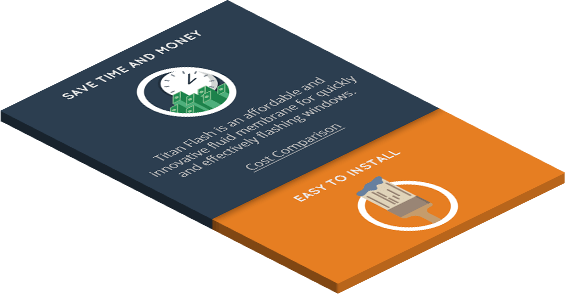 SAVE TIME AND MONEY
Titan Flash is an affordable and
innovative fluid membrane for quickly
and effectively flashing windows.
Cost Comparison
EASY TO INSTALL